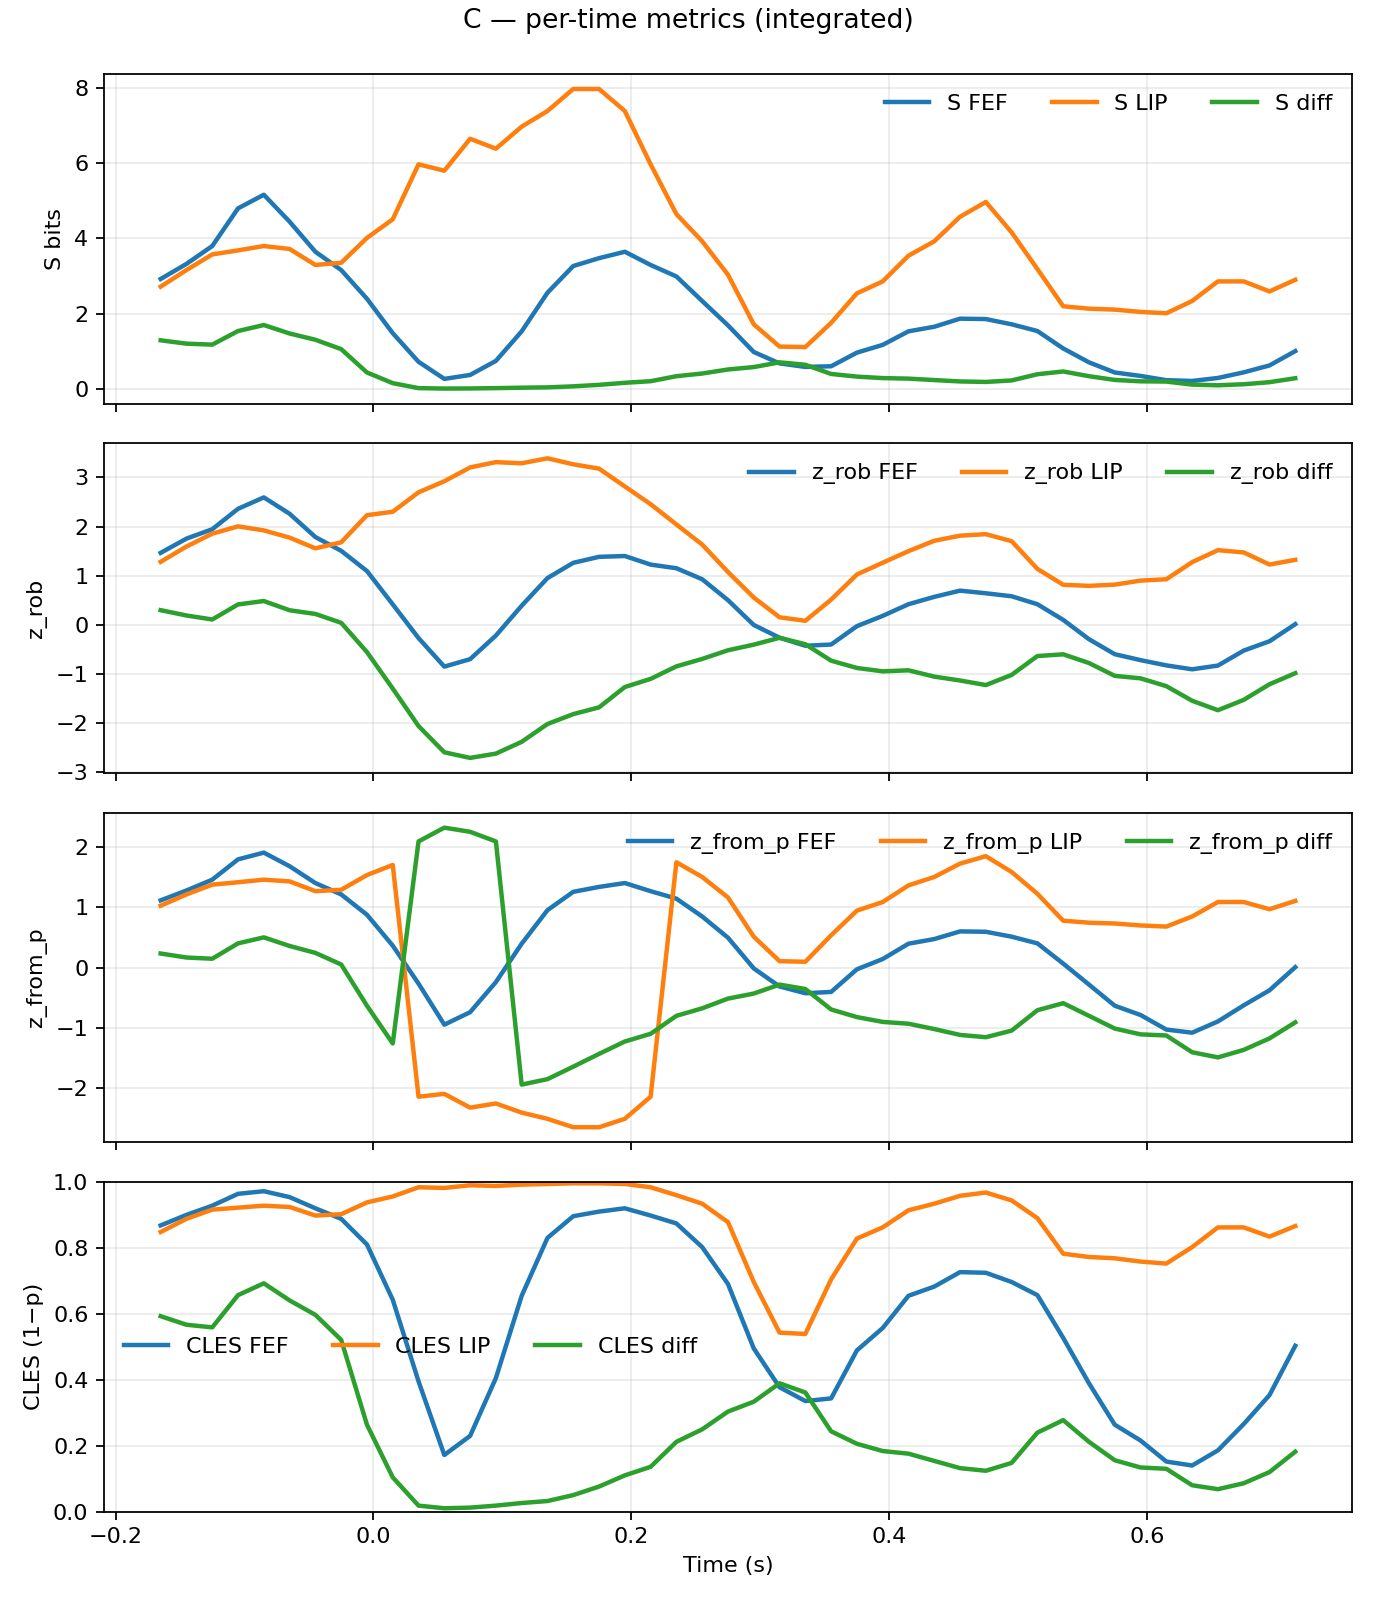 C — per-time metrics (integrated)
S FEF S LIP S diff
8
6
4
2
0
S bits
z_rob FEF z_rob LIP z_rob diff
3
2
1
0
−1
−2
−3
z_rob
z_from_p FEF z_from_p LIP z_from_p diff
2
1
0
−1
−2
z_from_p
1.0
0.8
0.6
0.4
0.2
0.0
CLES (1−p)
CLES FEF CLES LIP CLES diff
−0.2 0.0 0.2 0.4 0.6
Time (s)